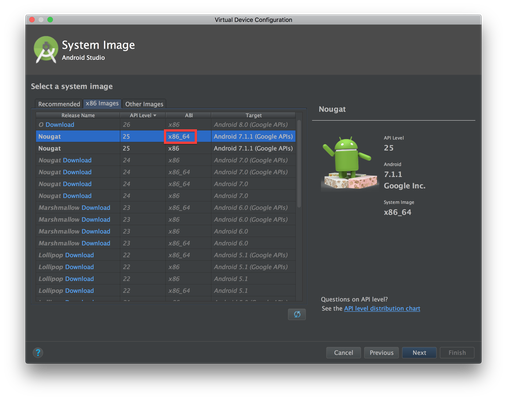 Virtual Device Configuration
System Image
Android Studio
Select a system image
Recommended x86 Images Other Images
Release Name API Level ABI Target
O Download 26 x86 Android 8.0 (Google APIs)
Nougat 25 x86_64 Android 7.1.1 (Google APIs)
Nougat 25 x86 Android 7.1.1 (Google APIs)
Nougat Download 24 x86 Android 7.0 (Google APIs)
Nougat Download 24 x86_64 Android 7.0 (Google APIs)
Nougat Download 24 x86_64 Android 7.0
Nougat Download 24 x86 Android 7.0
Marshmallow Download 23 x86_64 Android 6.0 (Google APIs)
Marshmallow Download 23 x86 Android 6.0 (Google APIs)
Marshmallow Download 23 x86 Android 6.0
Marshmallow Download 23 x86_64 Android 6.0
Lollipop Download 22 x86_64 Android 5.1 (Google APIs)
Lollipop Download 22 x86 Android 5.1 (Google APIs)
Lollipop Download 22 x86 Android 5.1
Lollipop Download 22 x86_64 Android 5.1
Nougat
API Level
25
Android
7.1.1
Google Inc.
System Image
x86_64
Questions on API level?
See the API level distribution chart
? Cancel Previous Next Finish